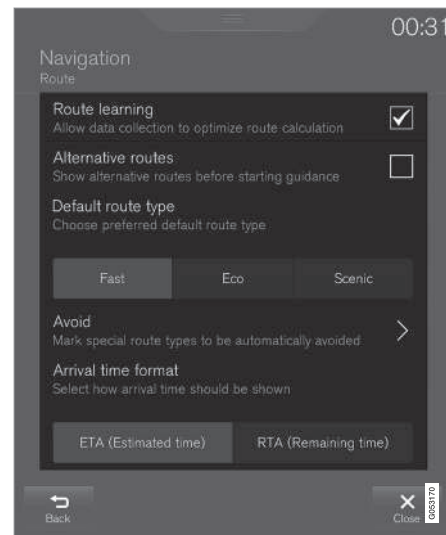 00:31
Navigation
Route
Route learning
Allow data collection to optimize route calculation
Alternative routes
Show alternative routes before starting guidance
Default route type
Choose preferred default route type
Fast Eco Scenic
Avoid
Mark special route types to be automatically avoided
Arrival time format
Select how arrival time should be shown
ETA (Estimated time) RTA (Remaining time)
Back Close
G053170